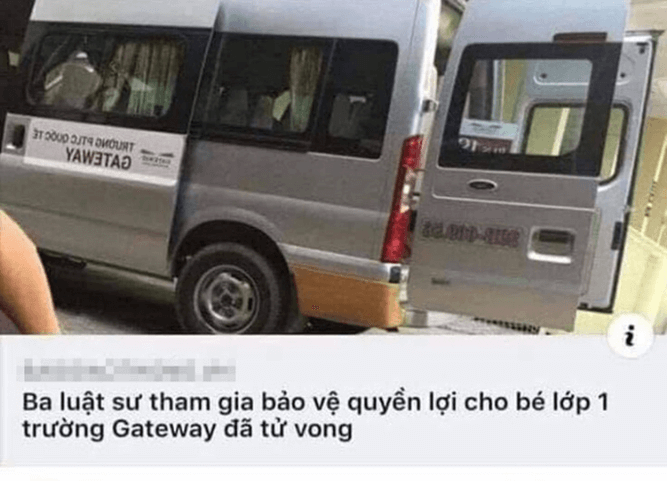 TRƯỜNG PTLC QUỐC TẾ
GATEWAY
Ba luật sư tham gia bảo vệ quyền lợi cho bé lớp 1
trường Gateway đã tử vong